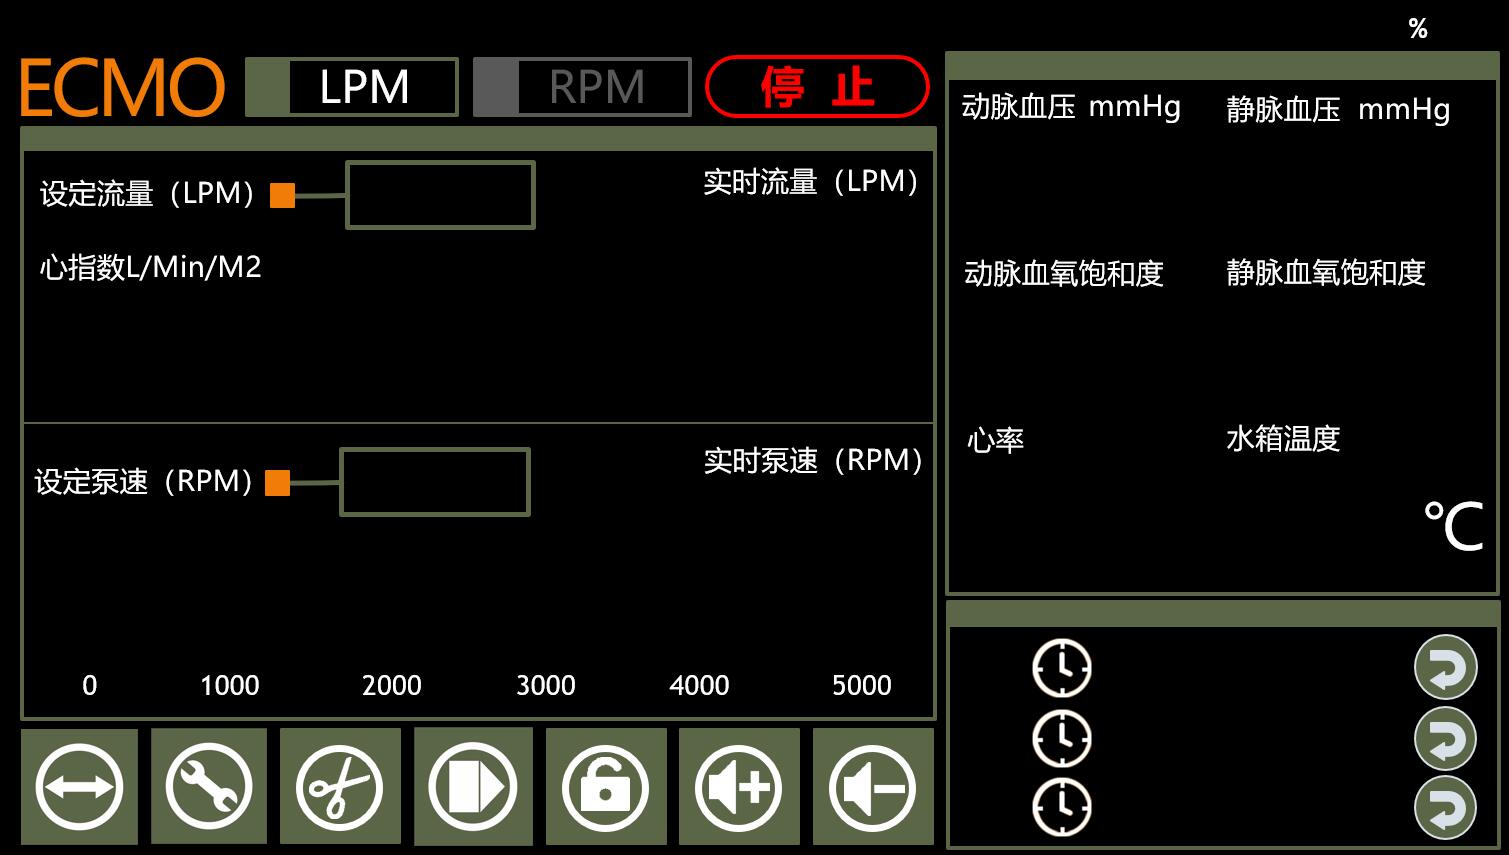 %
ECMO LPM RPM 停 止
设定流量（LPM） 实时流量（LPM）
心指数L/Min/M2
设定泵速（RPM） 实时泵速（RPM）
0 1000 2000 3000 4000 5000
动脉血压 mmHg 静脉血压 mmHg
动脉血氧饱和度 静脉血氧饱和度
心率 水箱温度
℃